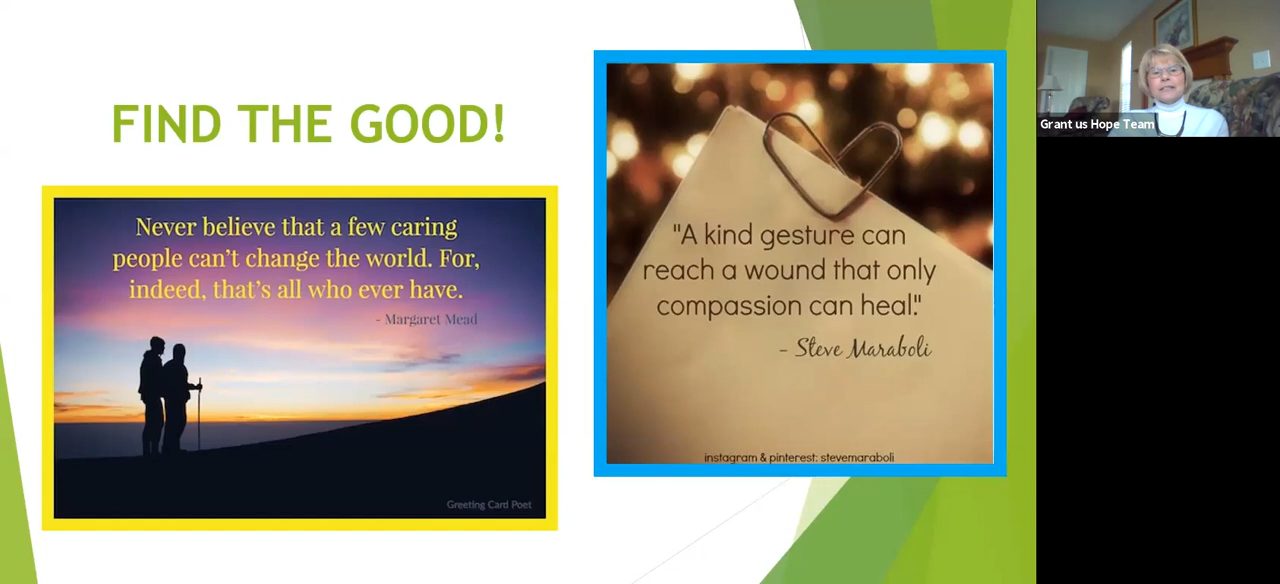 FIND THE GOOD!
Never believe that a few caring
people can't change the world. For,
indeed, that's all who ever have.
- Margaret Mead
Greeting Card Poet
"A kind gesture can
reach a wound that only
compassion can heal."
- Steve Maraboli
instagram & pinterest: stevemaraboli
Grant us Hope Team